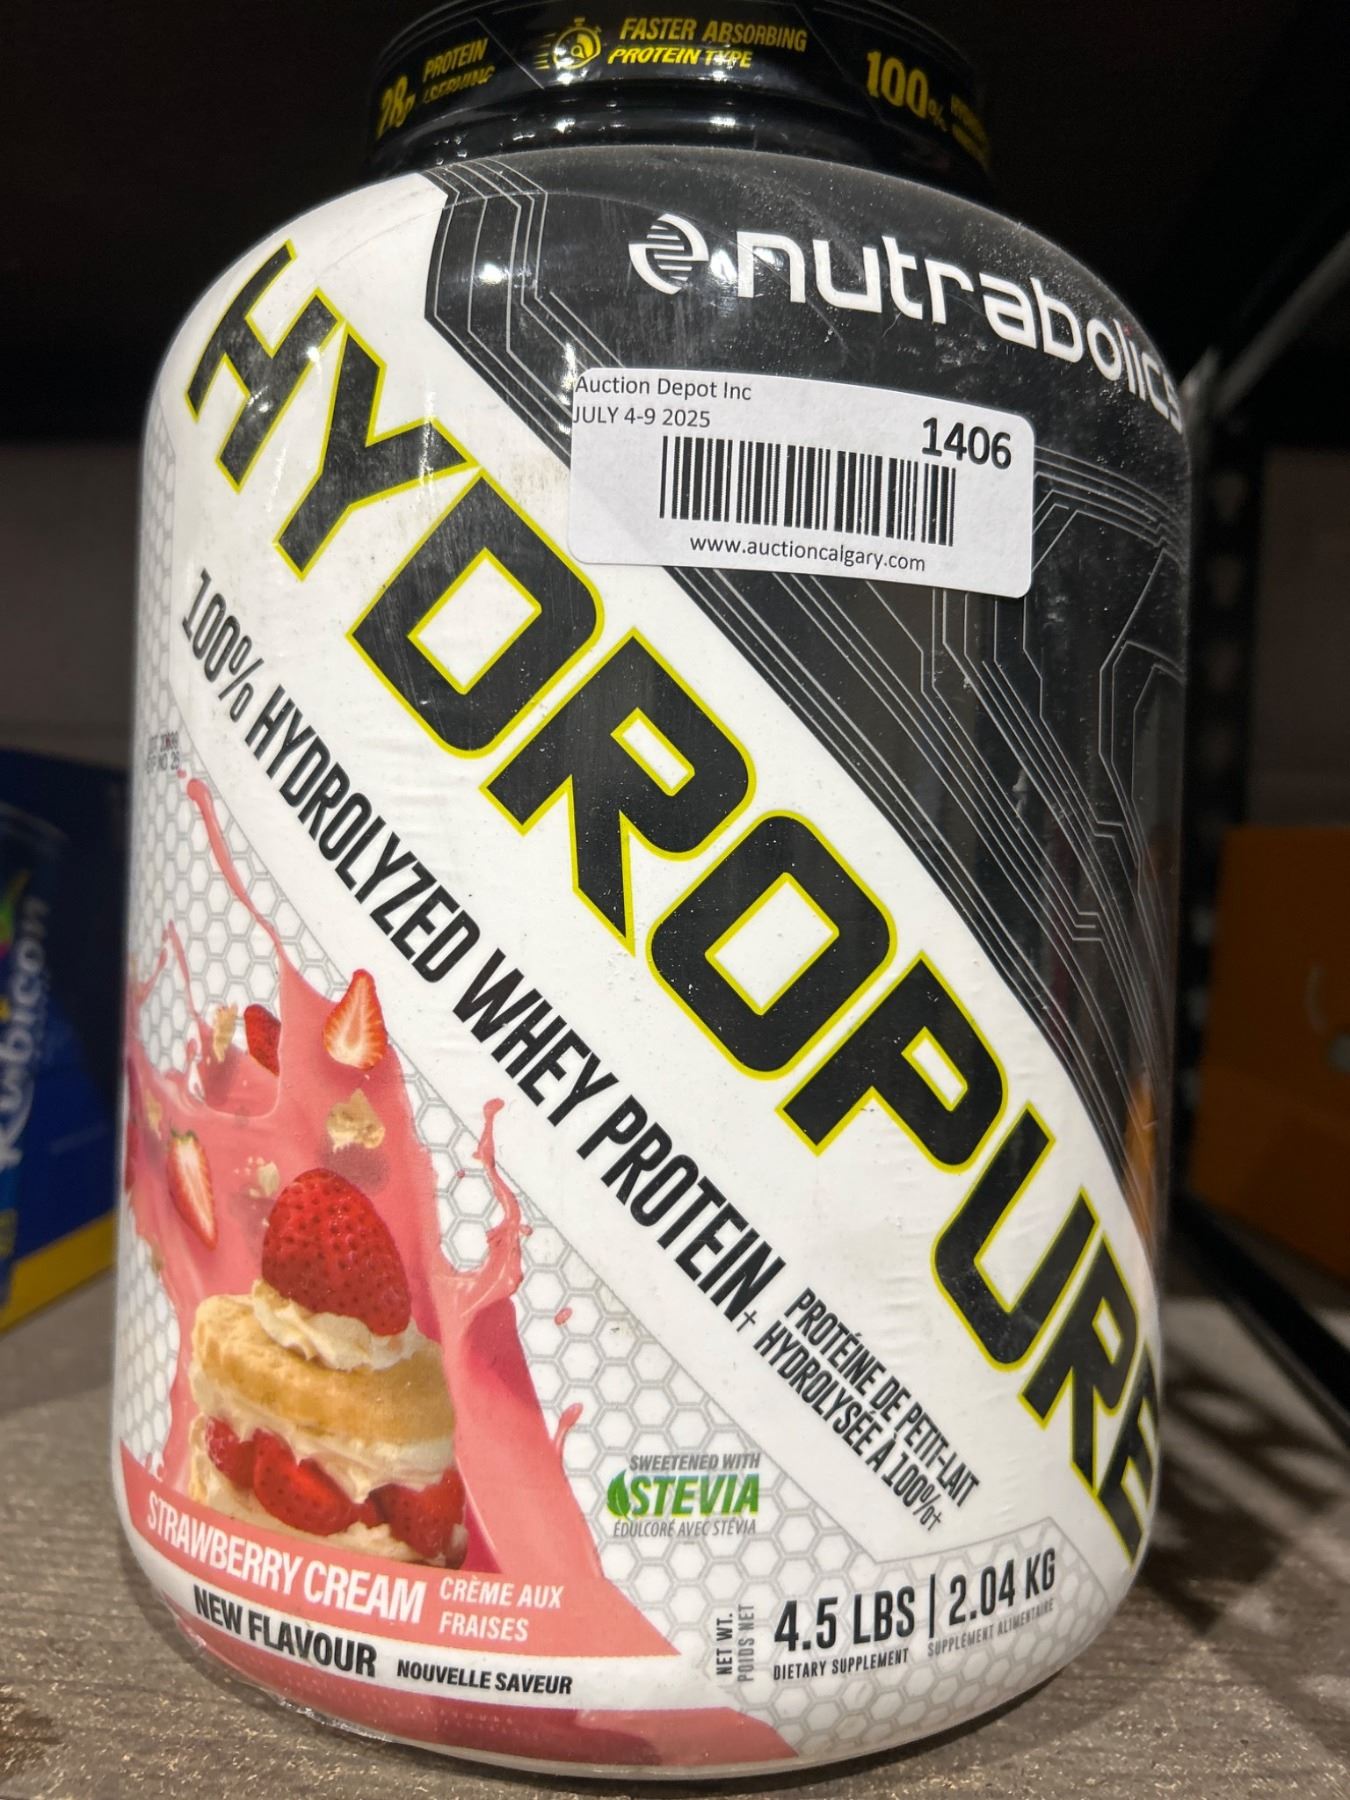 28g PROTEIN
/SERVING
FASTER ABSORBING
PROTEIN TYPE
100%
nutrabolics
Auction Depot Inc
JULY 4-9 2025
1406
www.auctioncalgary.com
HYDROPURE
100% HYDROLYZED WHEY PROTEIN†
PROTÉINE DE PETIT-LAIT
HYDROLYSÉE À 100%†
SWEETENED WITH
STEVIA
ÉDULCORÉ AVEC STÉVIA
STRAWBERRY CREAM
CRÈME AUX
FRAISES
NEW FLAVOUR
NOUVELLE SAVEUR
NET WT.
POIDS NET
4.5 LBS | 2.04 KG
DIETARY SUPPLEMENT
SUPPLÉMENT ALIMENTAIRE